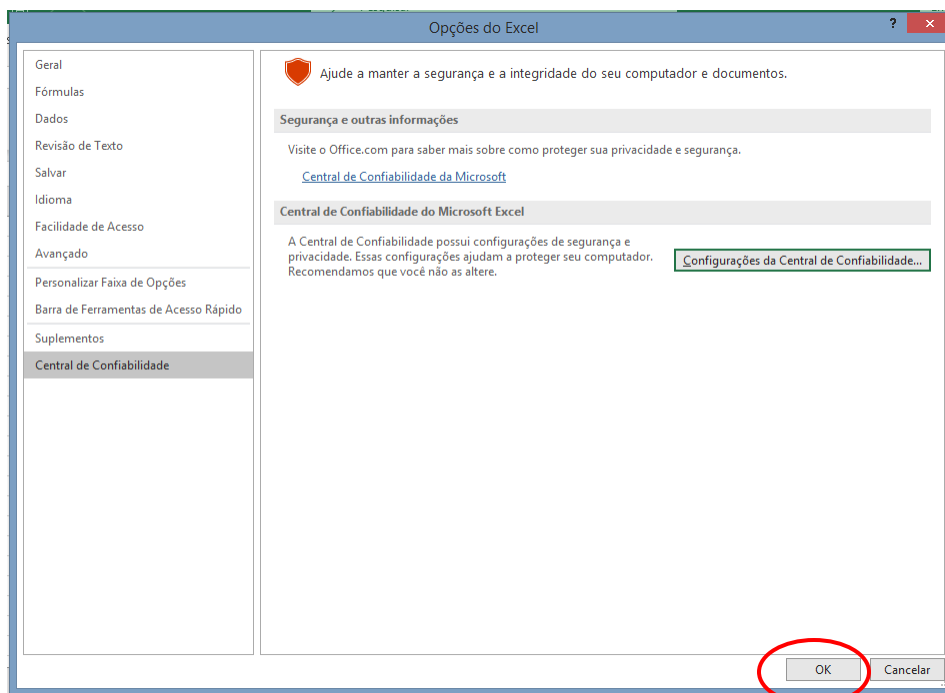 Opções do Excel
?
Geral
Fórmulas
Dados
Revisão de Texto
Salvar
Idioma
Facilidade de Acesso
Avançado
Personalizar Faixa de Opções
Barra de Ferramentas de Acesso Rápido
Suplementos
Central de Confiabilidade
Ajude a manter a segurança e a integridade do seu computador e documentos.
Segurança e outras informações
Visite o Office.com para saber mais sobre como proteger sua privacidade e segurança.
Central de Confiabilidade da Microsoft
Central de Confiabilidade do Microsoft Excel
A Central de Confiabilidade possui configurações de segurança e
privacidade. Essas configurações ajudam a proteger seu computador.
Recomendamos que você não as altere.
Configurações da Central de Confiabilidade...
OK
Cancelar